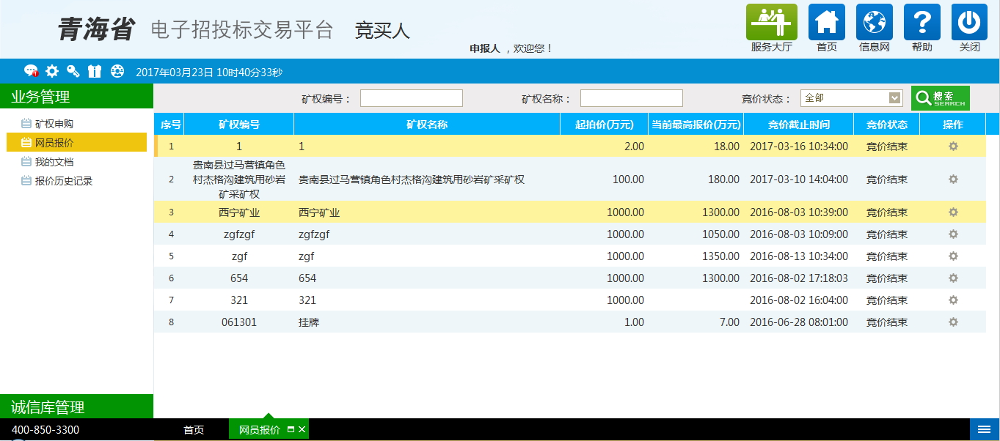 青海省 电子招投标交易平台 竞买人
申报人 ，欢迎您！
服务大厅 首页 信息网 帮助 关闭
2017年03月23日 10时40分33秒
业务管理
矿权申购
网员报价
我的文档
报价历史记录
矿权编号： 矿权名称： 竞价状态： 全部 搜索 SEARCH
序号 矿权编号 矿权名称 起拍价(万元) 当前最高报价(万元) 竞价截止时间 竞价状态 操作
1 1 1 2.00 18.00 2017-03-16 10:34:00 竞价结束
贵南县过马营镇角色
2 村杰格沟建筑用砂岩 贵南县过马营镇角色村杰格沟建筑用砂岩矿采矿权 100.00 180.00 2017-03-10 14:04:00 竞价结束
矿采矿权
3 西宁矿业 西宁矿业 1000.00 1300.00 2016-08-03 10:39:00 竞价结束
4 zgfzgf zgfzgf 1000.00 1050.00 2016-08-03 10:09:00 竞价结束
5 zgf zgf 1000.00 1350.00 2016-08-13 10:34:00 竞价结束
6 654 654 1000.00 1300.00 2016-08-02 17:18:03 竞价结束
7 321 321 1000.00 2016-08-02 16:04:00 竞价结束
8 061301 挂牌 1.00 7.00 2016-06-28 08:01:00 竞价结束
诚信库管理
400-850-3300 首页 网员报价